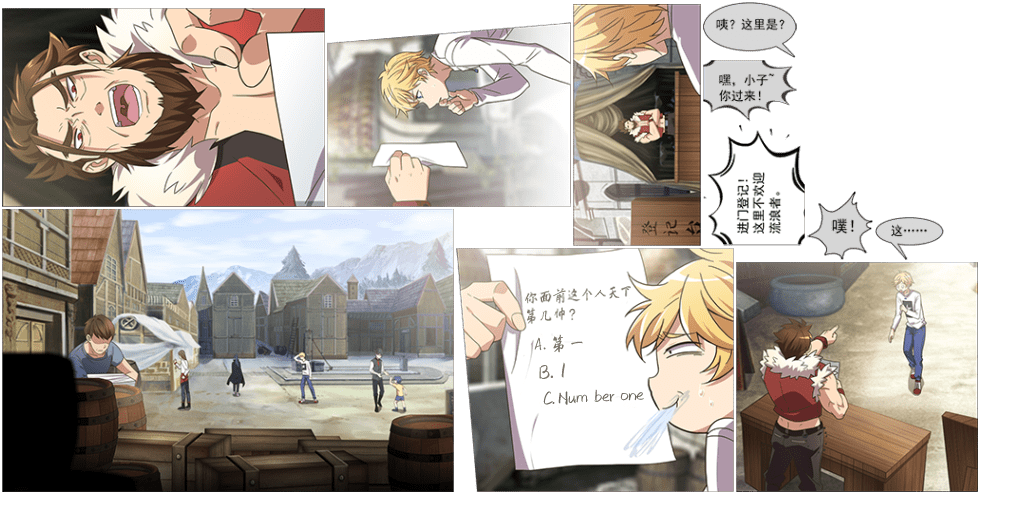 咦？这里是？
嘿，小子~
你过来！
进门登记！
这里不欢迎
流浪者。
登记台
噗！
这……
你面前这个人天下
第几帅？
A. 第一
B. 1
C. Num ber one